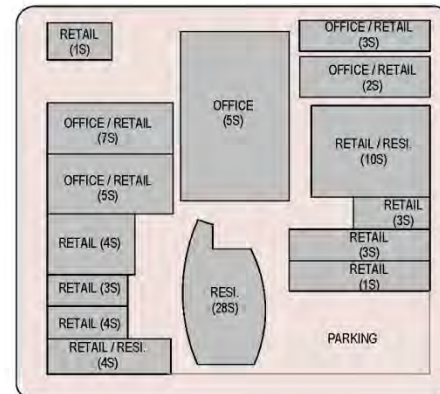 RETAIL
(1S)
OFFICE / RETAIL
(7S)
OFFICE / RETAIL
(5S)
RETAIL (4S)
RETAIL (3S)
RETAIL (4S)
RETAIL / RESI.
(4S)
OFFICE
(5S)
RESI.
(28S)
OFFICE / RETAIL
(3S)
OFFICE / RETAIL
(2S)
RETAIL / RESI.
(10S)
RETAIL
(3S)
RETAIL
(3S)
RETAIL
(1S)
PARKING